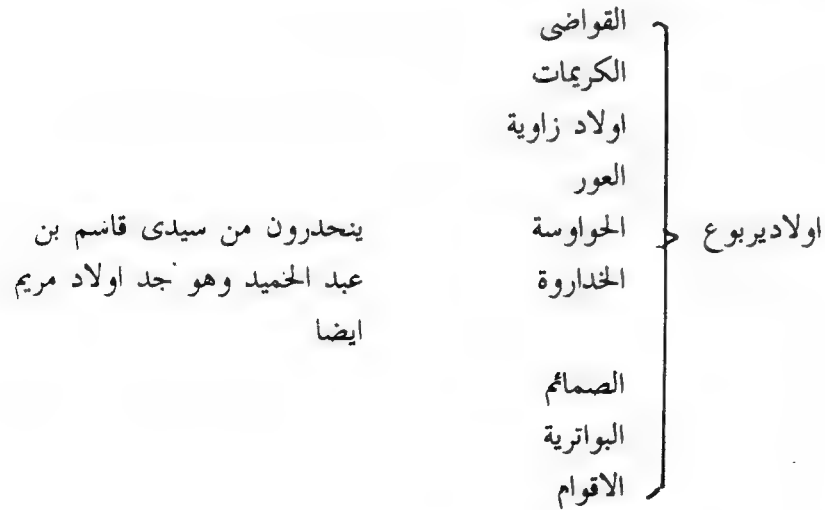 القواضى
الكريمات
اولاد زاوية
العور
اولاديربوع الحواوسة ينحدرون من سيدى قاسم بن
الخداروة عبد الخميد وهو جد اولاد مريم
ايضا
الصمائم
البواترية
الاقوام